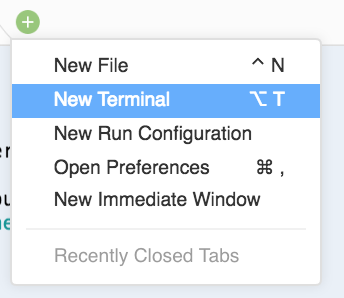 New File ^ N
New Terminal ⌥ T
New Run Configuration
Open Preferences ⌘ ,
New Immediate Window
Recently Closed Tabs